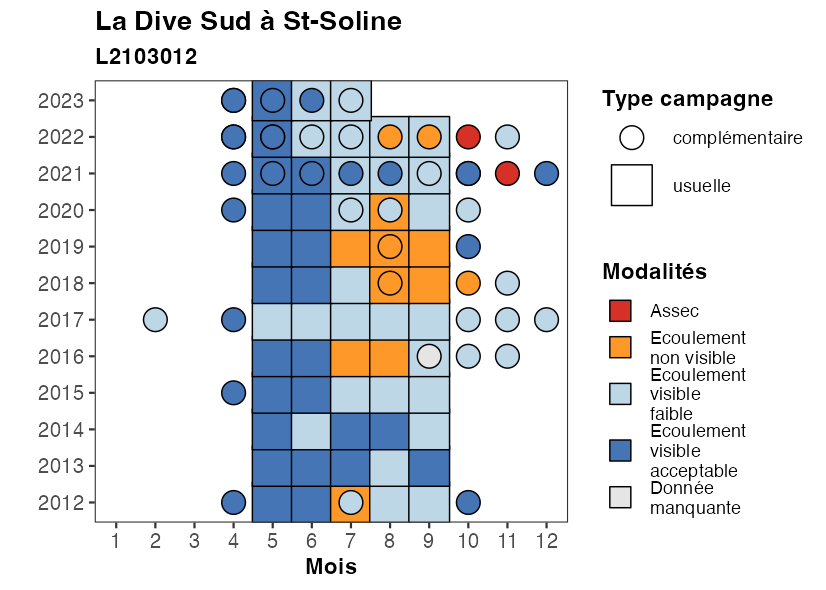 La Dive Sud à St-Soline
L2103012
2023
2022
2021
2020
2019
2018
2017
2016
2015
2014
2013
2012
1 2 3 4 5 6 7 8 9 10 11 12
Mois
Type campagne
complémentaire
usuelle
Modalités
Assec
Ecoulement
non visible
Ecoulement
visible
faible
Ecoulement
visible
acceptable
Donnée
manquante